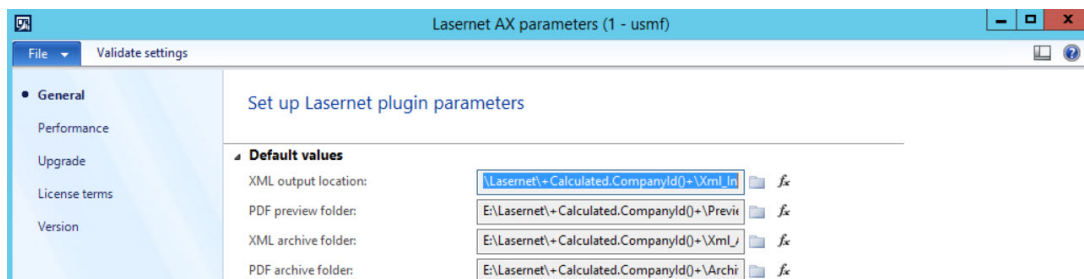 Lasernet AX parameters (1 - usmf)
File Validate settings
General
Performance
Upgrade
License terms
Version
Set up Lasernet plugin parameters
Default values
XML output location: \Lasernet\+Calculated.CompanyId()+\Xml_In
PDF preview folder: E:\Lasernet\+Calculated.CompanyId()+\Previe
XML archive folder: E:\Lasernet\+Calculated.CompanyId()+\Xml_A
PDF archive folder: E:\Lasernet\+Calculated.CompanyId()+\Archi